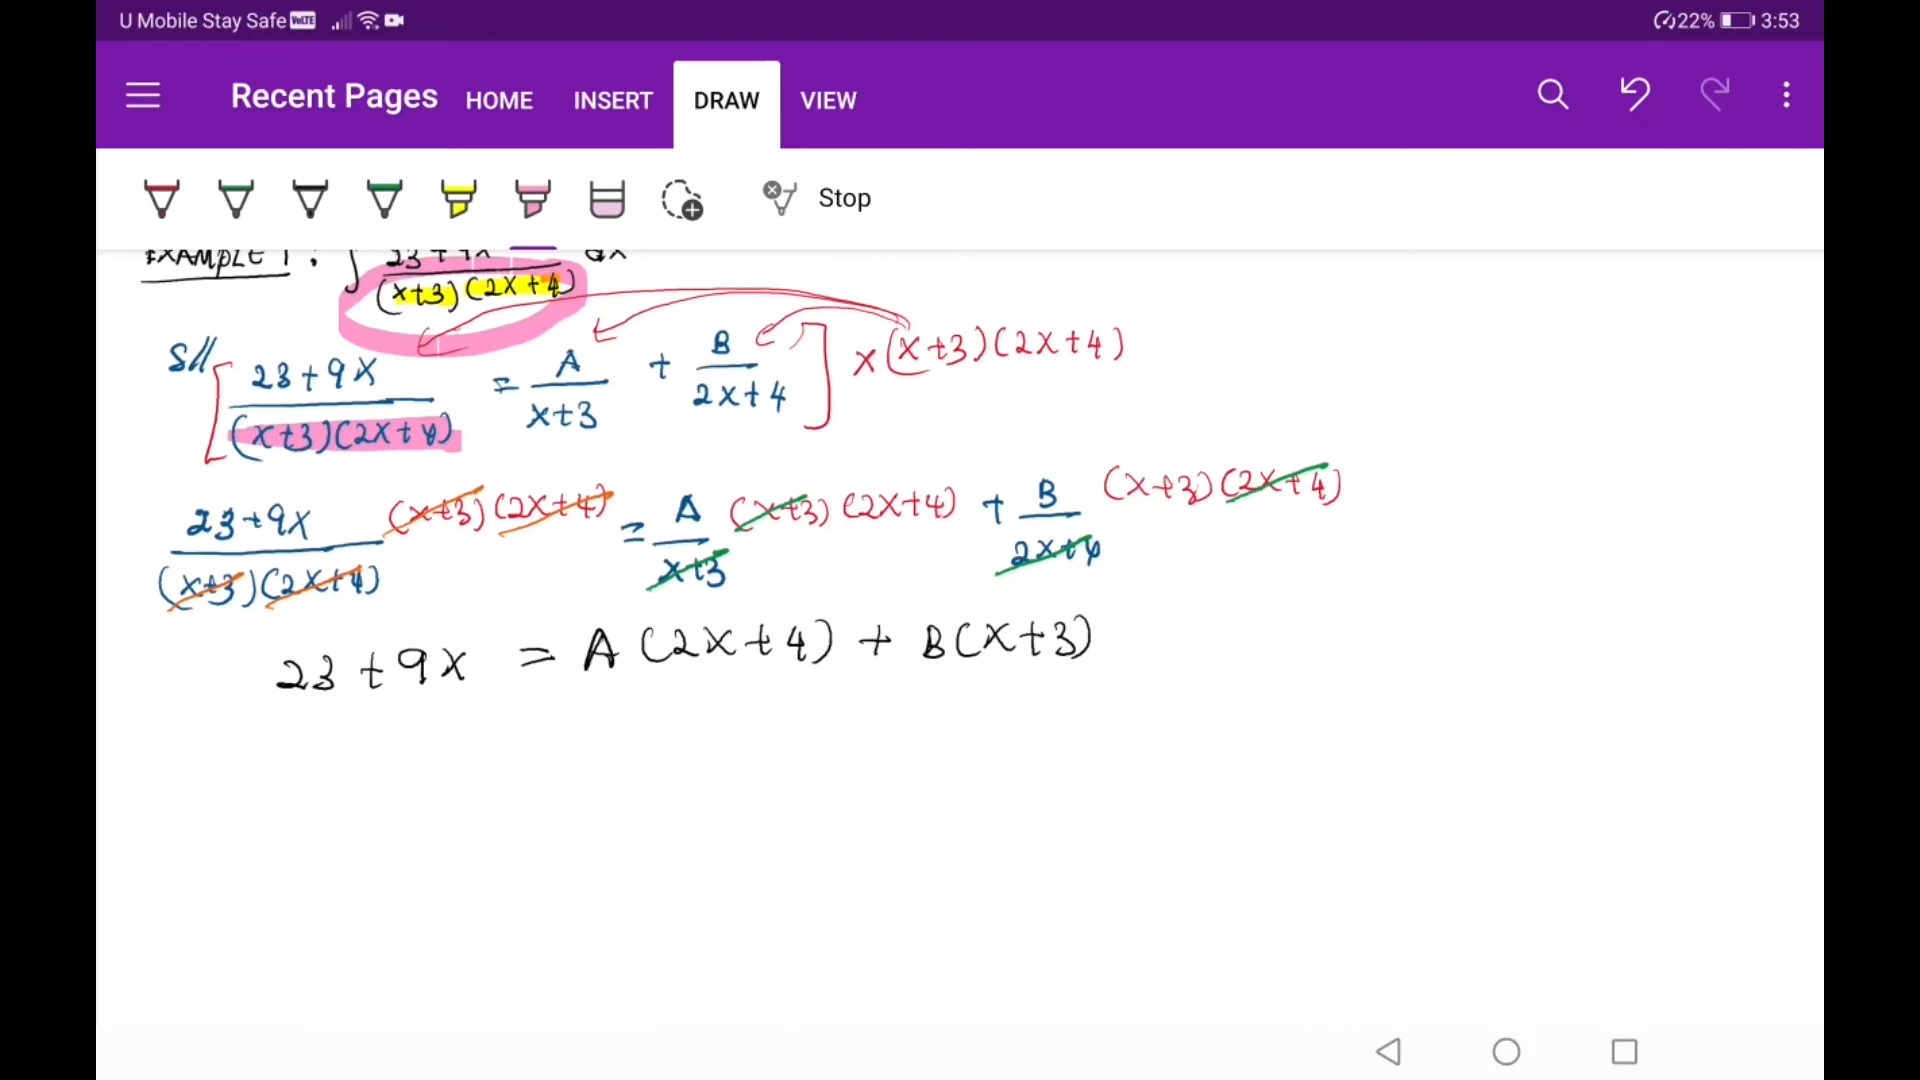 U Mobile Stay Safe VoLTE 22% 3:53
Recent Pages HOME INSERT DRAW VIEW
Stop
EXAMPLE 1 : ∫ 23 + 9x / (x+3)(2x+4) dx
Sol [ 23+9x / (x+3)(2x+4) = A / x+3 + B / 2x+4 ] x (x+3)(2x+4)
23+9x / (x+3)(2x+4) (x+3)(2x+4) = A / x+3 (x+3)(2x+4) + B / 2x+4 (x+3)(2x+4)
23 + 9x = A(2x+4) + B(x+3)